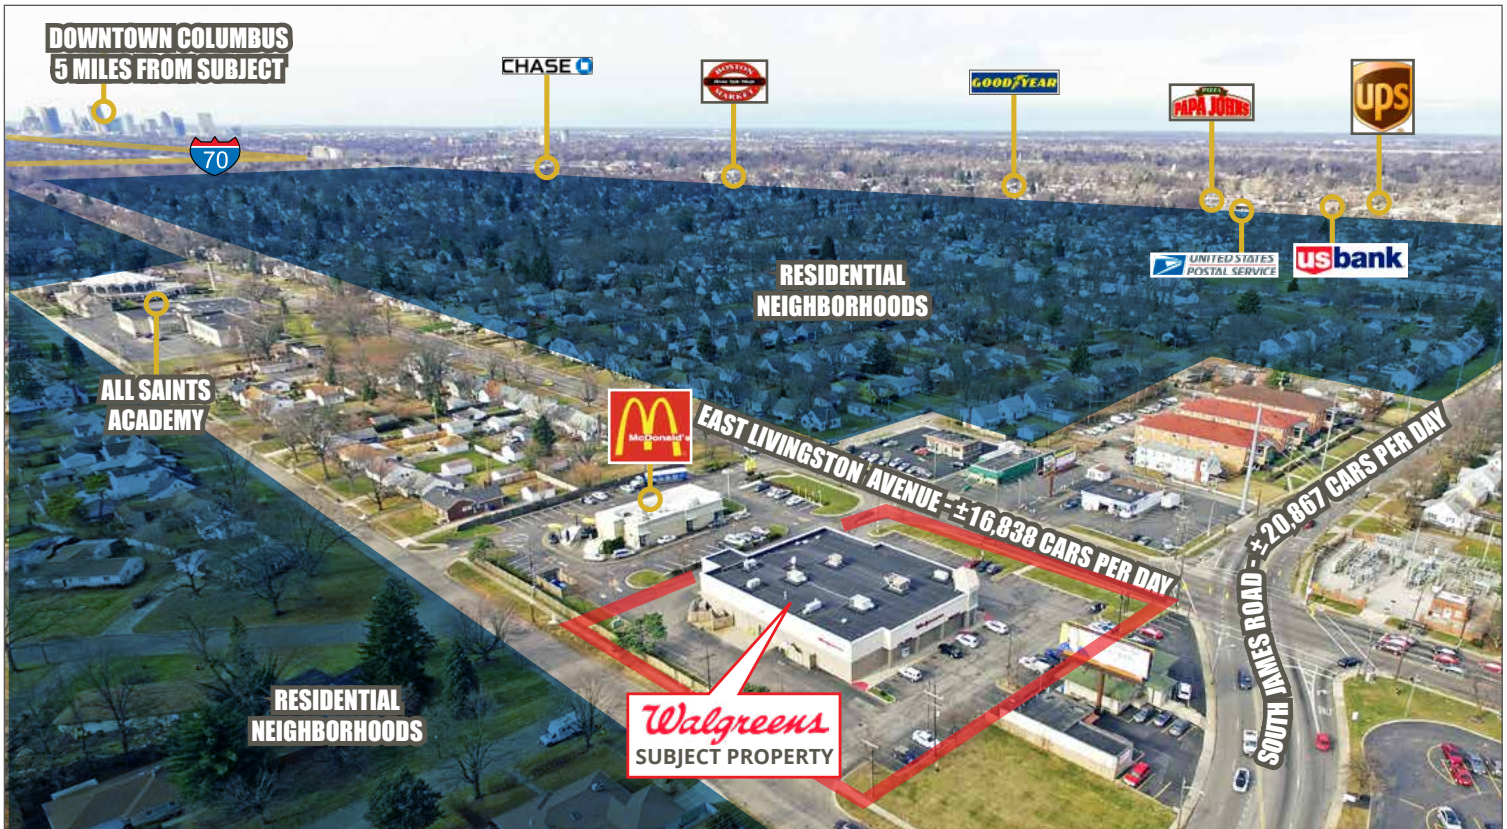 DOWNTOWN COLUMBUS
5 MILES FROM SUBJECT
CHASE
BOSTON
MARKET
GOODYEAR
PIZZA
PAPA JOHNS
ups
70
UNITED STATES
POSTAL SERVICE
usbank
RESIDENTIAL
NEIGHBORHOODS
ALL SAINTS
ACADEMY
McDonald's
EAST LIVINGSTON AVENUE - ±16,838 CARS PER DAY
SOUTH JAMES ROAD - ±20,867 CARS PER DAY
RESIDENTIAL
NEIGHBORHOODS
Walgreens
SUBJECT PROPERTY